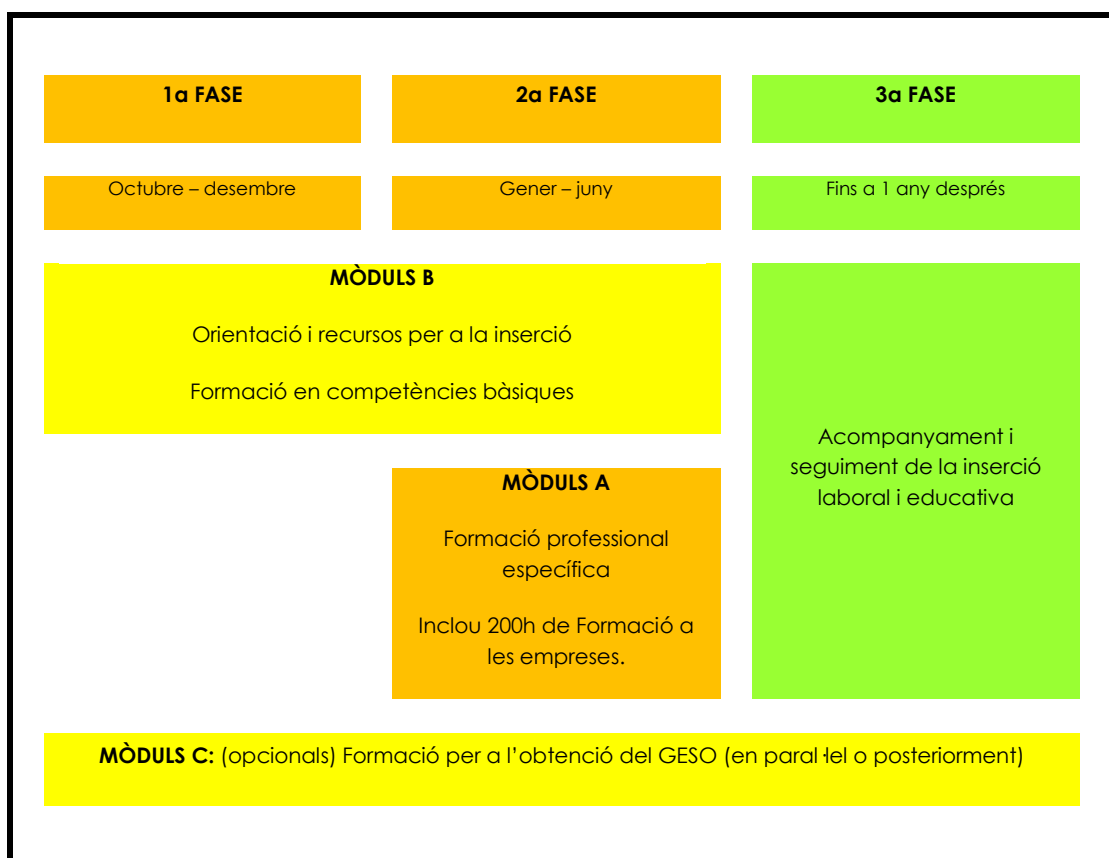 1a FASE
2a FASE
3a FASE
Octubre – desembre
Gener – juny
Fins a 1 any després
MÒDULS B
Orientació i recursos per a la inserció
Formació en competències bàsiques
MÒDULS A
Formació professional
específica
Inclou 200h de Formació a
les empreses.
Acompanyament i
seguiment de la inserció
laboral i educativa
MÒDULS C: (opcionals) Formació per a l’obtenció del GESO (en paral·lel o posteriorment)